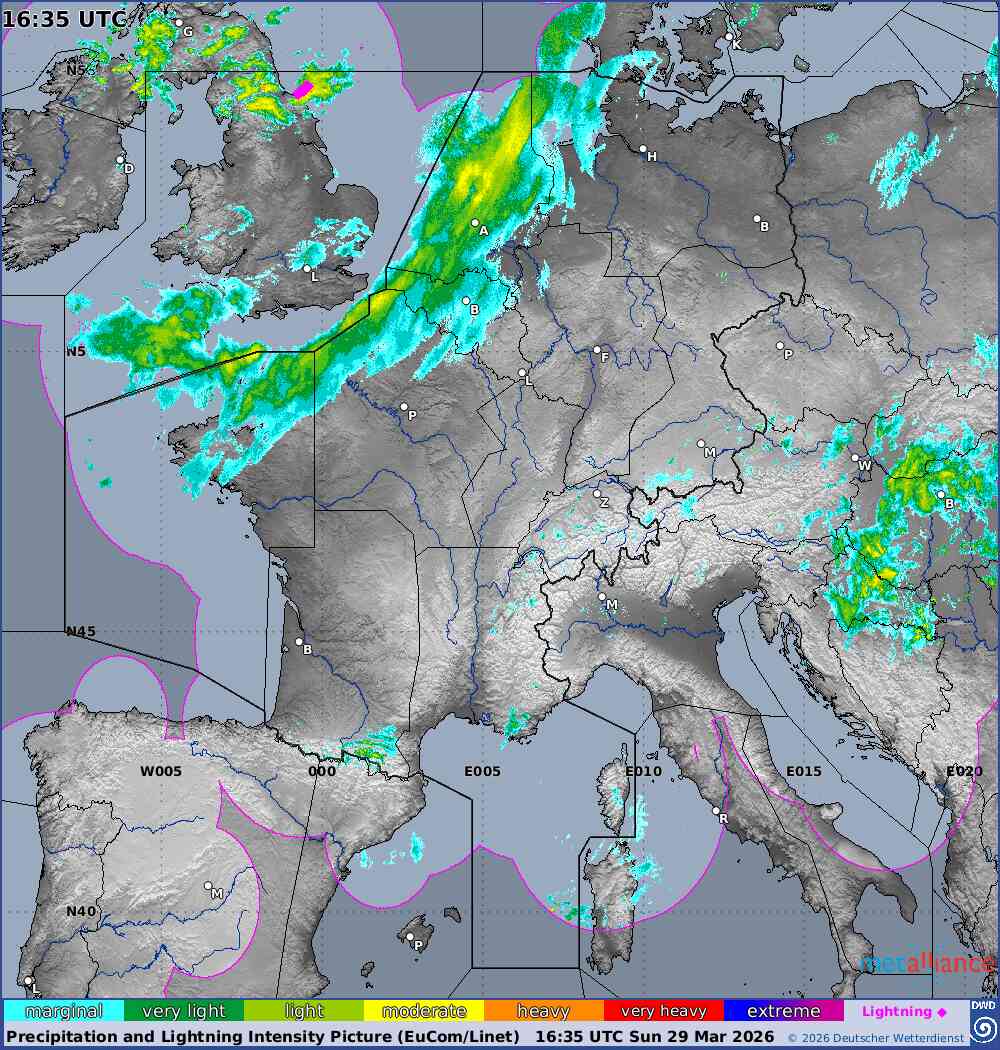 16:35 UTC
G
K
N55
D
H
A
B
L
B
N5
F
P
L
P
M
W
Z
B
M
N45
B
W005
000
E005
E010
E015
E020
R
M
N40
P
L
metalliance
marginal very light light moderate heavy very heavy extreme Lightning ◆
DWD
Precipitation and Lightning Intensity Picture (EuCom/Linet) 16:35 UTC Sun 29 Mar 2026 © 2026 Deutscher Wetterdienst